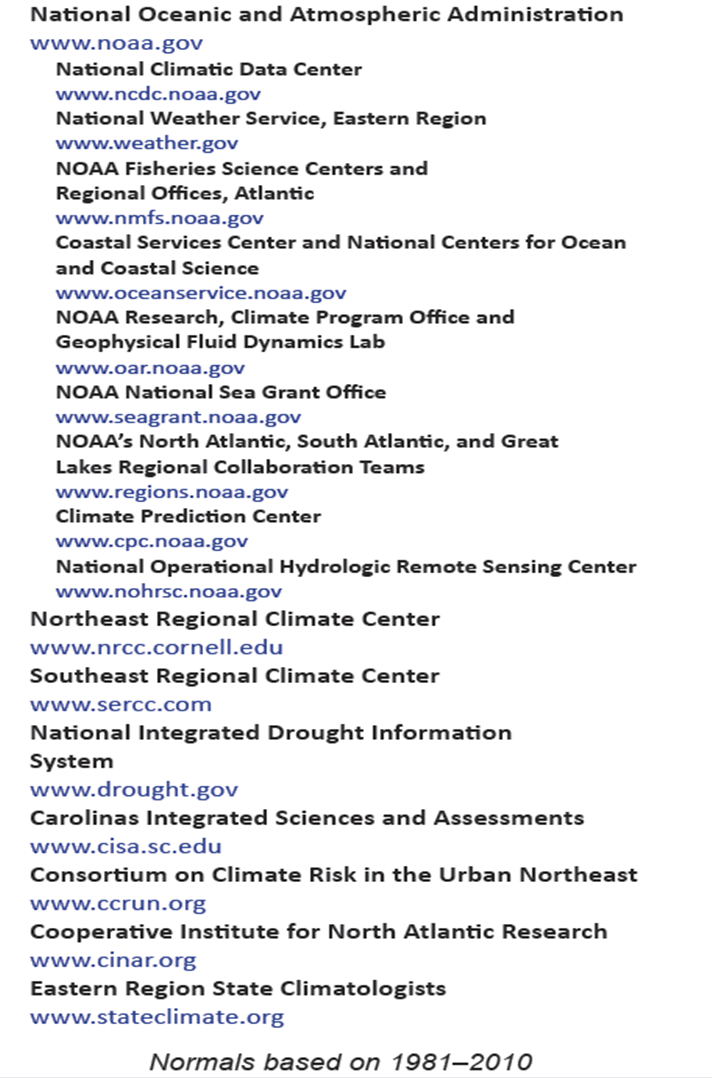 National Oceanic and Atmospheric Administration
www.noaa.gov
National Climatic Data Center
www.ncdc.noaa.gov
National Weather Service, Eastern Region
www.weather.gov
NOAA Fisheries Science Centers and
Regional Offices, Atlantic
www.nmfs.noaa.gov
Coastal Services Center and National Centers for Ocean
and Coastal Science
www.oceanservice.noaa.gov
NOAA Research, Climate Program Office and
Geophysical Fluid Dynamics Lab
www.oar.noaa.gov
NOAA National Sea Grant Office
www.seagrant.noaa.gov
NOAA’s North Atlantic, South Atlantic, and Great
Lakes Regional Collaboration Teams
www.regions.noaa.gov
Climate Prediction Center
www.cpc.noaa.gov
National Operational Hydrologic Remote Sensing Center
www.nohrsc.noaa.gov
Northeast Regional Climate Center
www.nrcc.cornell.edu
Southeast Regional Climate Center
www.sercc.com
National Integrated Drought Information
System
www.drought.gov
Carolinas Integrated Sciences and Assessments
www.cisa.sc.edu
Consortium on Climate Risk in the Urban Northeast
www.ccrun.org
Cooperative Institute for North Atlantic Research
www.cinar.org
Eastern Region State Climatologists
www.stateclimate.org
Normals based on 1981–2010